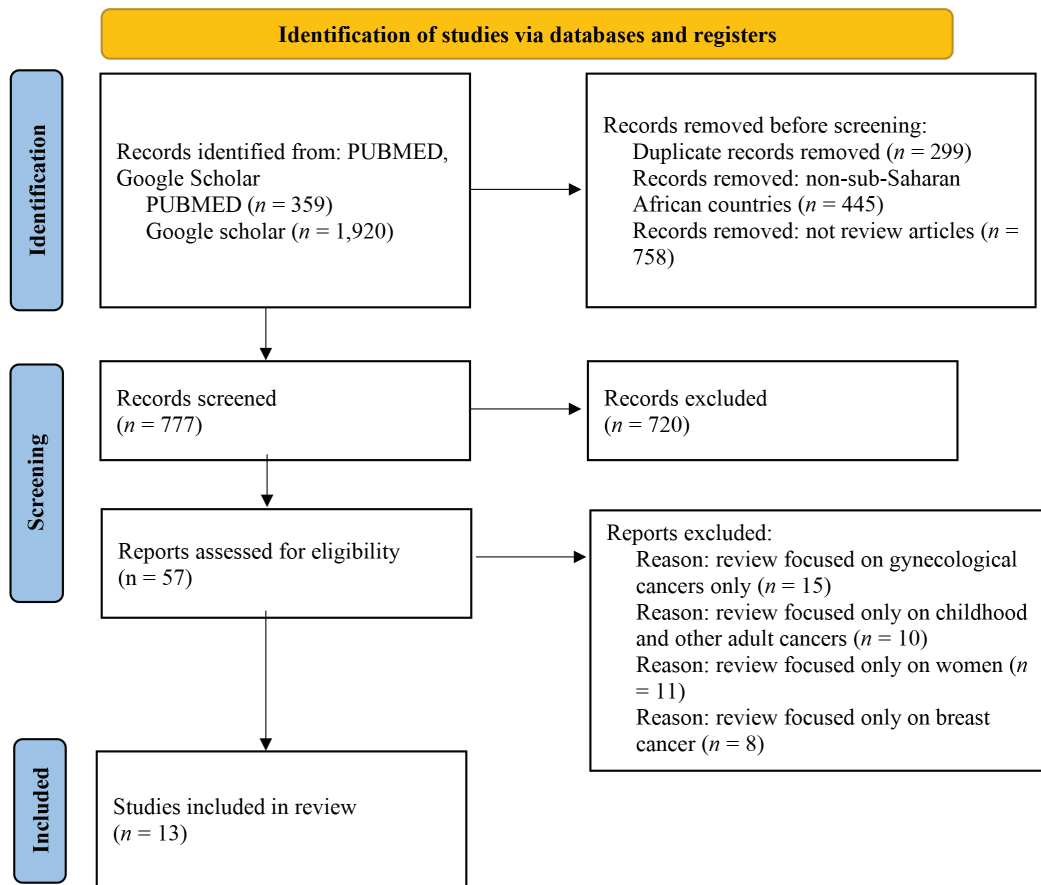 Identification of studies via databases and registers
Identification
Records identified from: PUBMED,
Google Scholar
PUBMED (n = 359)
Google scholar (n = 1,920)
Records removed before screening:
Duplicate records removed (n = 299)
Records removed: non-sub-Saharan
African countries (n = 445)
Records removed: not review articles (n =
758)
Screening
Records screened
(n = 777)
Records excluded
(n = 720)
Reports assessed for eligibility
(n = 57)
Reports excluded:
Reason: review focused on gynecological
cancers only (n = 15)
Reason: review focused only on childhood
and other adult cancers (n = 10)
Reason: review focused only on women (n
= 11)
Reason: review focused only on breast
cancer (n = 8)
Included
Studies included in review
(n = 13)